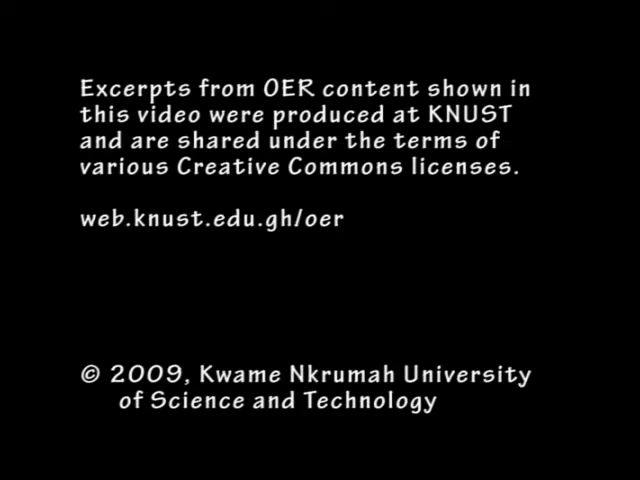 Excerpts from OER content shown in
this video were produced at KNUST
and are shared under the terms of
various Creative Commons licenses.
web.knust.edu.gh/oer
© 2009, Kwame Nkrumah University
of Science and Technology